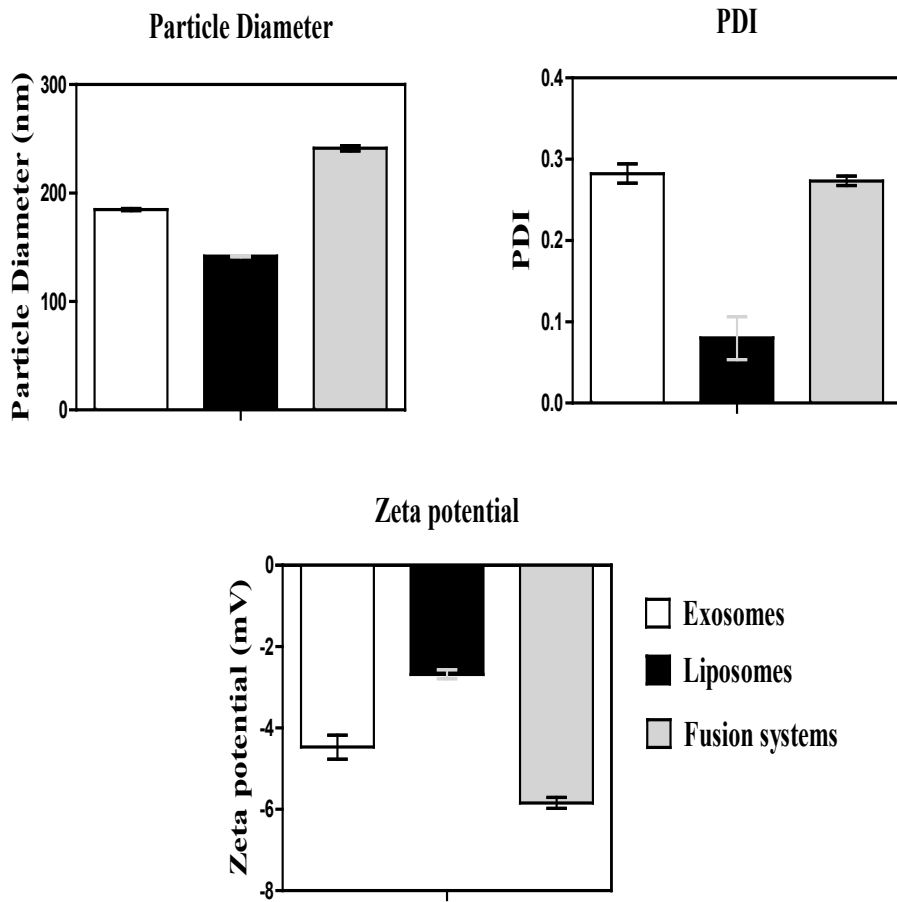 Particle Diameter
Particle Diameter (nm)
300
200
100
0
PDI
PDI
0.4
0.3
0.2
0.1
0.0
Zeta potential
Zeta potential (mV)
0
-2
-4
-6
-8
Exosomes
Liposomes
Fusion systems